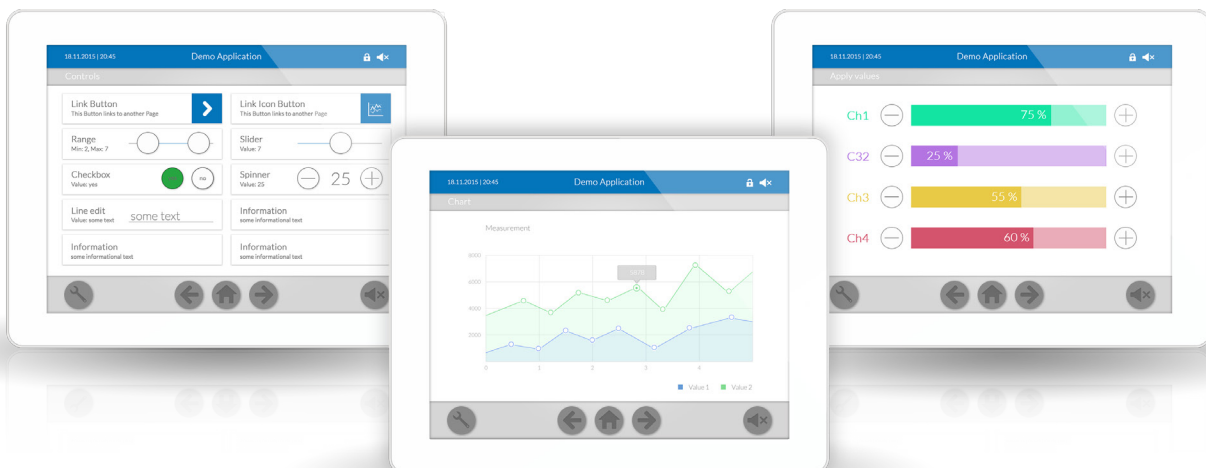 18.11.2015 | 20:45
Demo Application
Controls
Link Button
This Button links to another Page
Link Icon Button
This Button links to another Page
Range
Min: 2, Max: 7
Slider
Value: 7
Checkbox
Value: yes
no
Spinner
Value: 25
25
Line edit
Value: some text
some text
Information
some informational text
Information
some informational text
Information
some informational text
18.11.2015 | 20:45
Demo Application
Chart
Measurement
8000
6000
4000
2000
0
1
2
3
4
Value 1
Value 2
18.11.2015 | 20:45
Demo Application
Apply values
Ch1
75 %
C32
25 %
Ch3
55 %
Ch4
60 %